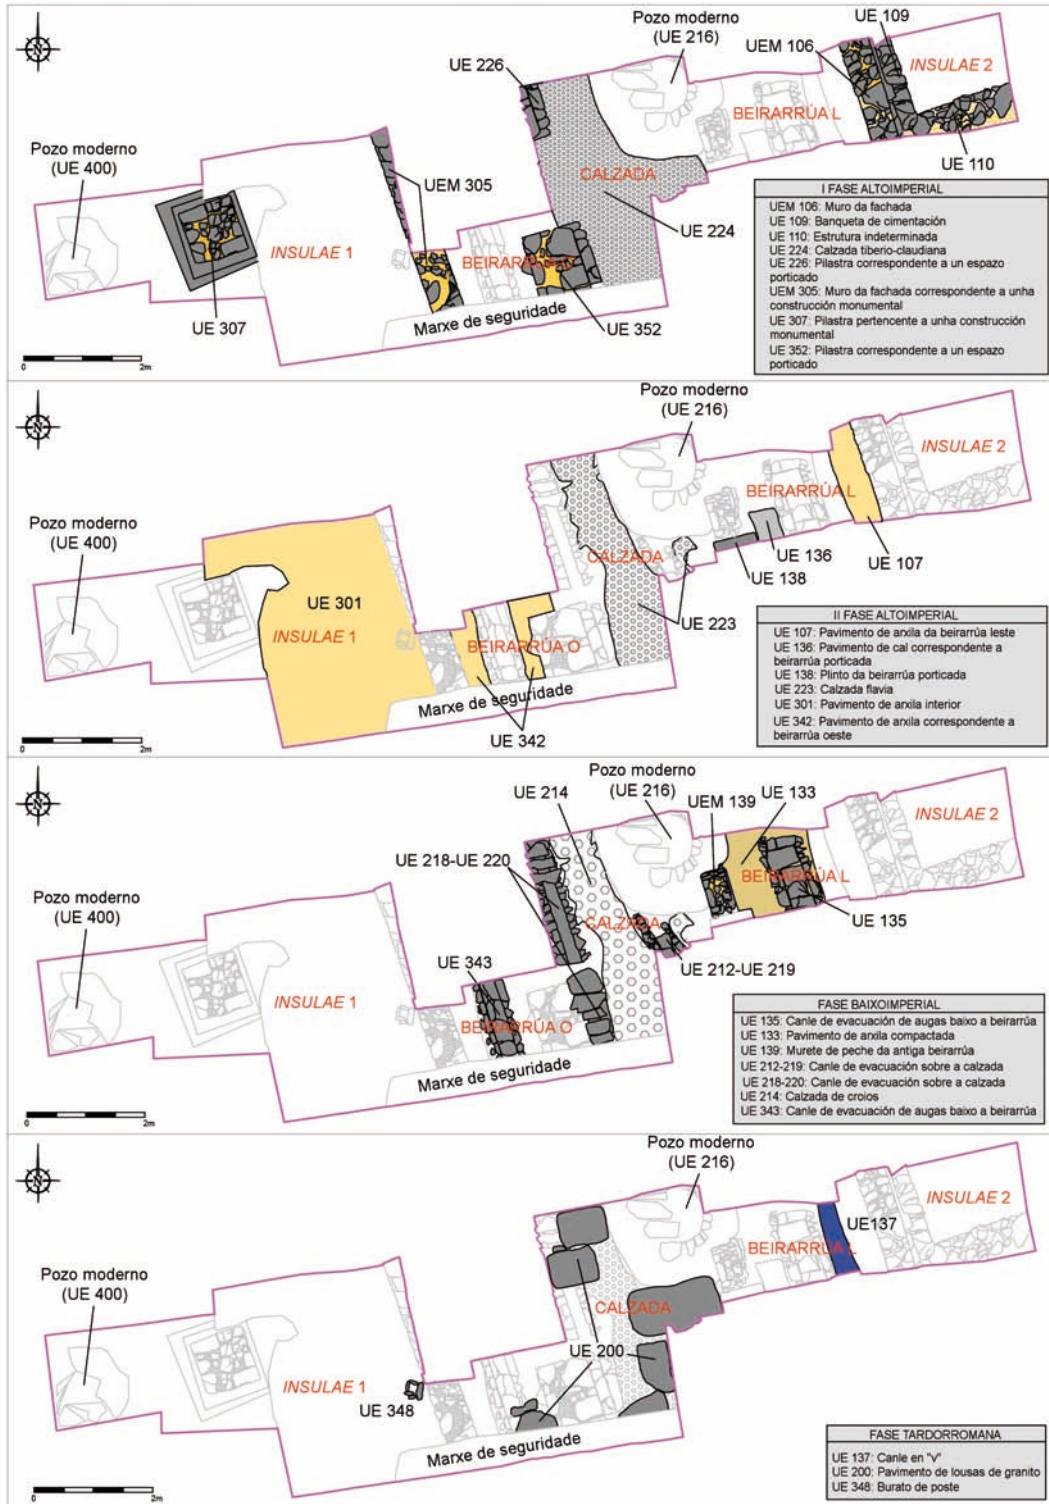 Pozo moderno
(UE 216)
UE 109
UEM 106
INSULAE 2
UE 226
BEIRARRÚA L
Pozo moderno
(UE 400)
UEM 305
CALZADA
UE 110
INSULAE 1
UE 224
BEIRARRÚA O
Marxe de seguridade
UE 307
UE 352
2m
0
I FASE ALTOIMPERIAL
UEM 106: Muro da fachada
UE 109: Banqueta de cimentación
UE 110: Estrutura indeterminada
UE 224: Calzada tiberio-claudiana
UE 226: Pilastra correspondente a un espazo
porticado
UEM 305: Muro da fachada correspondente a unha
construcción monumental
UE 307: Pilastra pertencente a unha construcción
monumental
UE 352: Pilastra correspondente a un espazo
porticado
Pozo moderno
(UE 216)
INSULAE 2
BEIRARRÚA L
Pozo moderno
(UE 400)
CALZADA
UE 136
UE 107
UE 138
UE 301
INSULAE 1
UE 223
BEIRARRÚA O
Marxe de seguridade
UE 342
0
2m
II FASE ALTOIMPERIAL
UE 107: Pavimento de arxila da beirarrúa leste
UE 136: Pavimento de cal correspondente a
beirarrúa porticada
UE 138: Plinto da beirarrúa porticada
UE 223: Calzada flavia
UE 301: Pavimento de arxila interior
UE 342: Pavimento de arxila correspondente a
beirarrúa oeste
Pozo moderno
(UE 216)
UE 214
UEM 139
UE 133
INSULAE 2
UE 218-UE 220
BEIRARRÚA L
Pozo moderno
(UE 400)
CALZADA
UE 135
UE 343
UE 212-UE 219
INSULAE 1
BEIRARRÚA O
Marxe de seguridade
0
2m
FASE BAIXOIMPERIAL
UE 135: Canle de evacuación de augas baixo a beirarrúa
UE 133: Pavimento de arxila compactada
UE 139: Murete de peche da antiga beirarrúa
UE 212-219: Canle de evacuación sobre a calzada
UE 218-220: Canle de evacuación sobre a calzada
UE 214: Calzada de croios
UE 343: Canle de evacuación de augas baixo a beirarrúa
Pozo moderno
(UE 216)
INSULAE 2
UE137
BEIRARRÚA L
Pozo moderno
(UE 400)
CALZADA
UE 200
INSULAE 1
UE 348
Marxe de seguridade
0
2m
FASE TARDORROMANA
UE 137: Canle en "v"
UE 200: Pavimento de lousas de granito
UE 348: Burato de poste